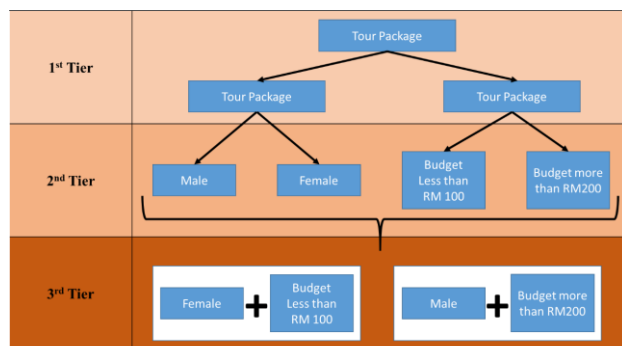 Tour Package
1st Tier
Tour Package
Tour Package
2nd Tier
Male
Female
Budget
Less than
RM 100
Budget more
than RM200
3rd Tier
Female
+
Budget
Less than
RM 100
Male
+
Budget more
than RM200